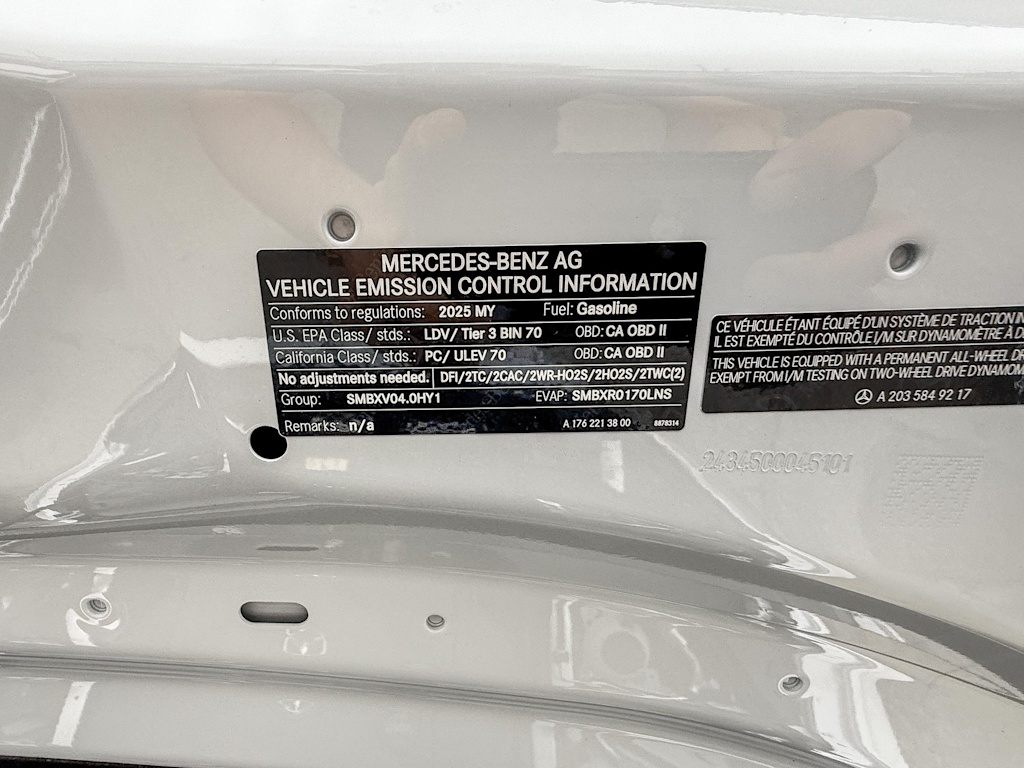 MERCEDES-BENZ AG
VEHICLE EMISSION CONTROL INFORMATION
Conforms to regulations: 2025 MY Fuel: Gasoline
U.S. EPA Class/ stds.: LDV/ Tier 3 BIN 70 OBD: CA OBD II
California Class/ stds.: PC/ ULEV 70 OBD: CA OBD II
No adjustments needed. DFI/2TC/2CAC/2WR-HO2S/2HO2S/2TWC(2)
Group: SMBXV04.0HY1 EVAP: SMBXR0170LNS
Remarks: n/a A 176 221 38 00 8878314
CE VÉHICULE ÉTANT ÉQUIPÉ D'UN SYSTÈME DE TRACTION
IL EST EXEMPTÉ DU CONTRÔLE I/M SLR DYNAMOMÈTRE À
THIS VEHICLE IS EQUIPPED WITH A PERMANENT ALL-WHEEL
EXEMPT FROM I/M TESTING ON TWO-WHEEL DRIVE
A 203 584 92 17
2434500045101